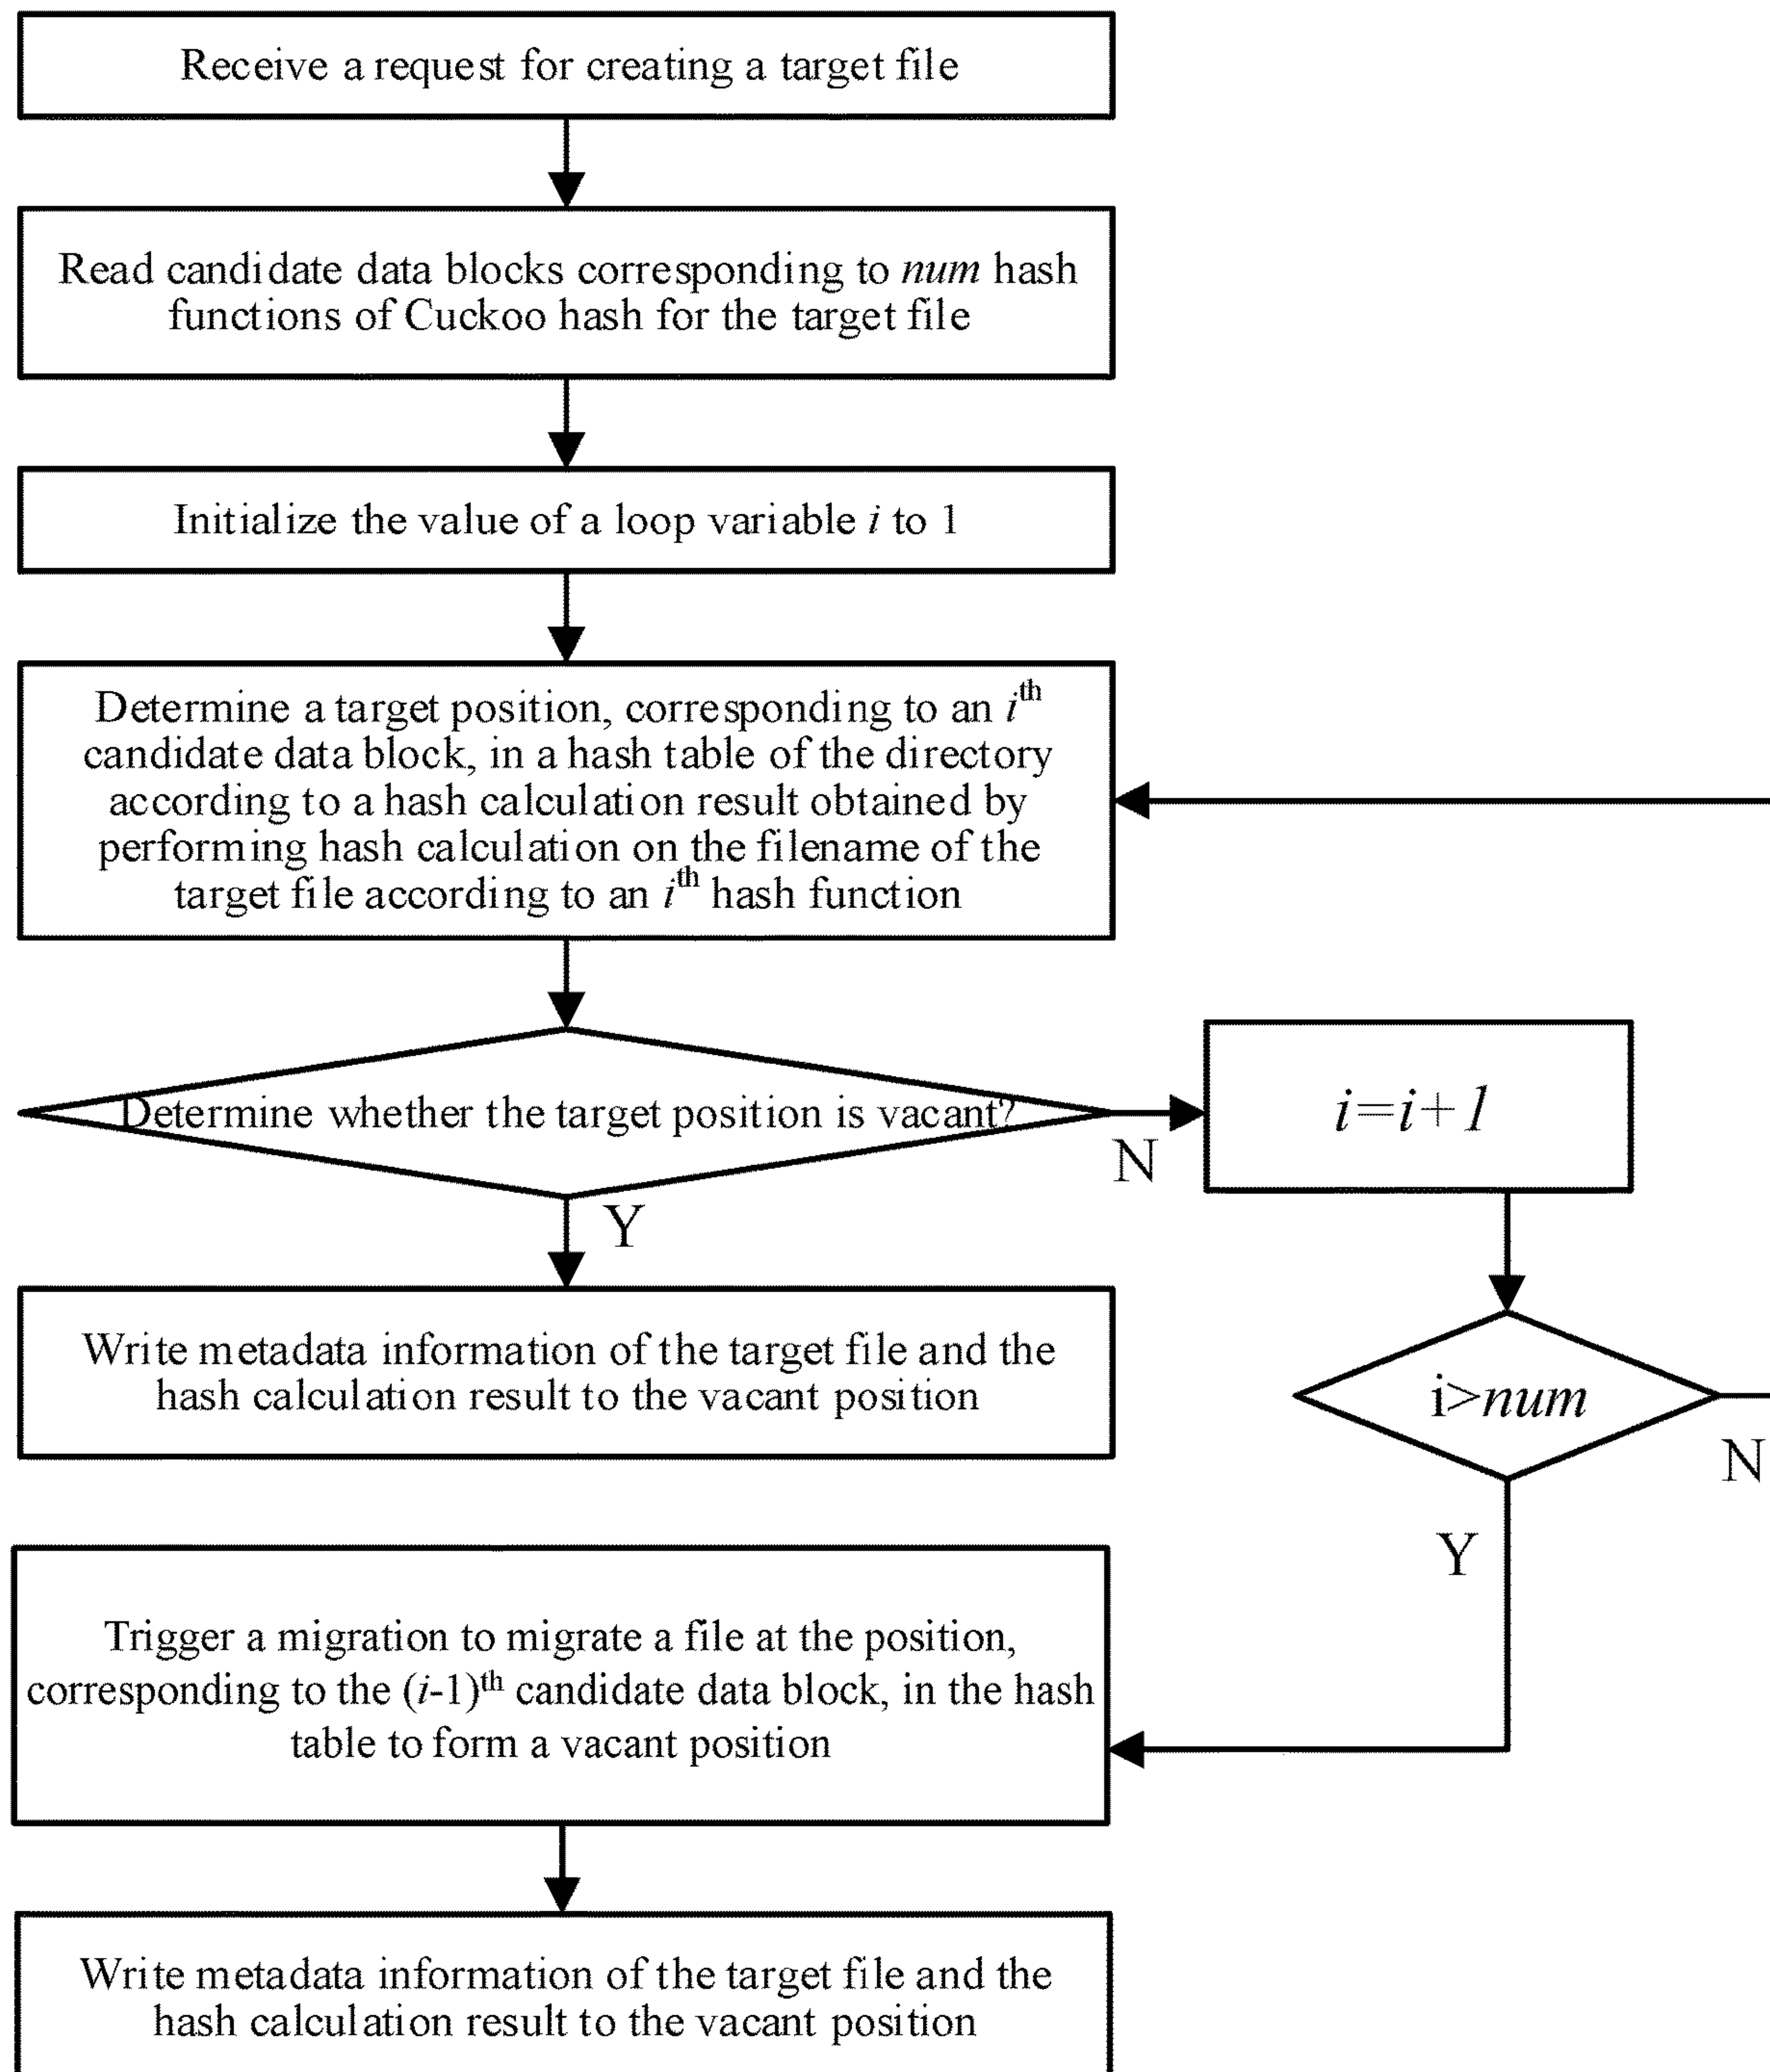 Receive a request for creating a target file
Read candidate data blocks corresponding to num hash
functions of Cuckoo hash for the target file
Initialize the value of a loop variable i to 1
Determine a target position, corresponding to an i^th
candidate data block, in a hash table of the directory
according to a hash calculation result obtained by
performing hash calculation on the filename of the
target file according to an i^th hash function
Determine whether the target position is vacant?
N
i=i+1
Y
Write metadata information of the target file and the
hash calculation result to the vacant position
i>num
N
Y
Trigger a migration to migrate a file at the position,
corresponding to the (i-1)^th candidate data block, in the hash
table to form a vacant position
Write metadata information of the target file and the
hash calculation result to the vacant position